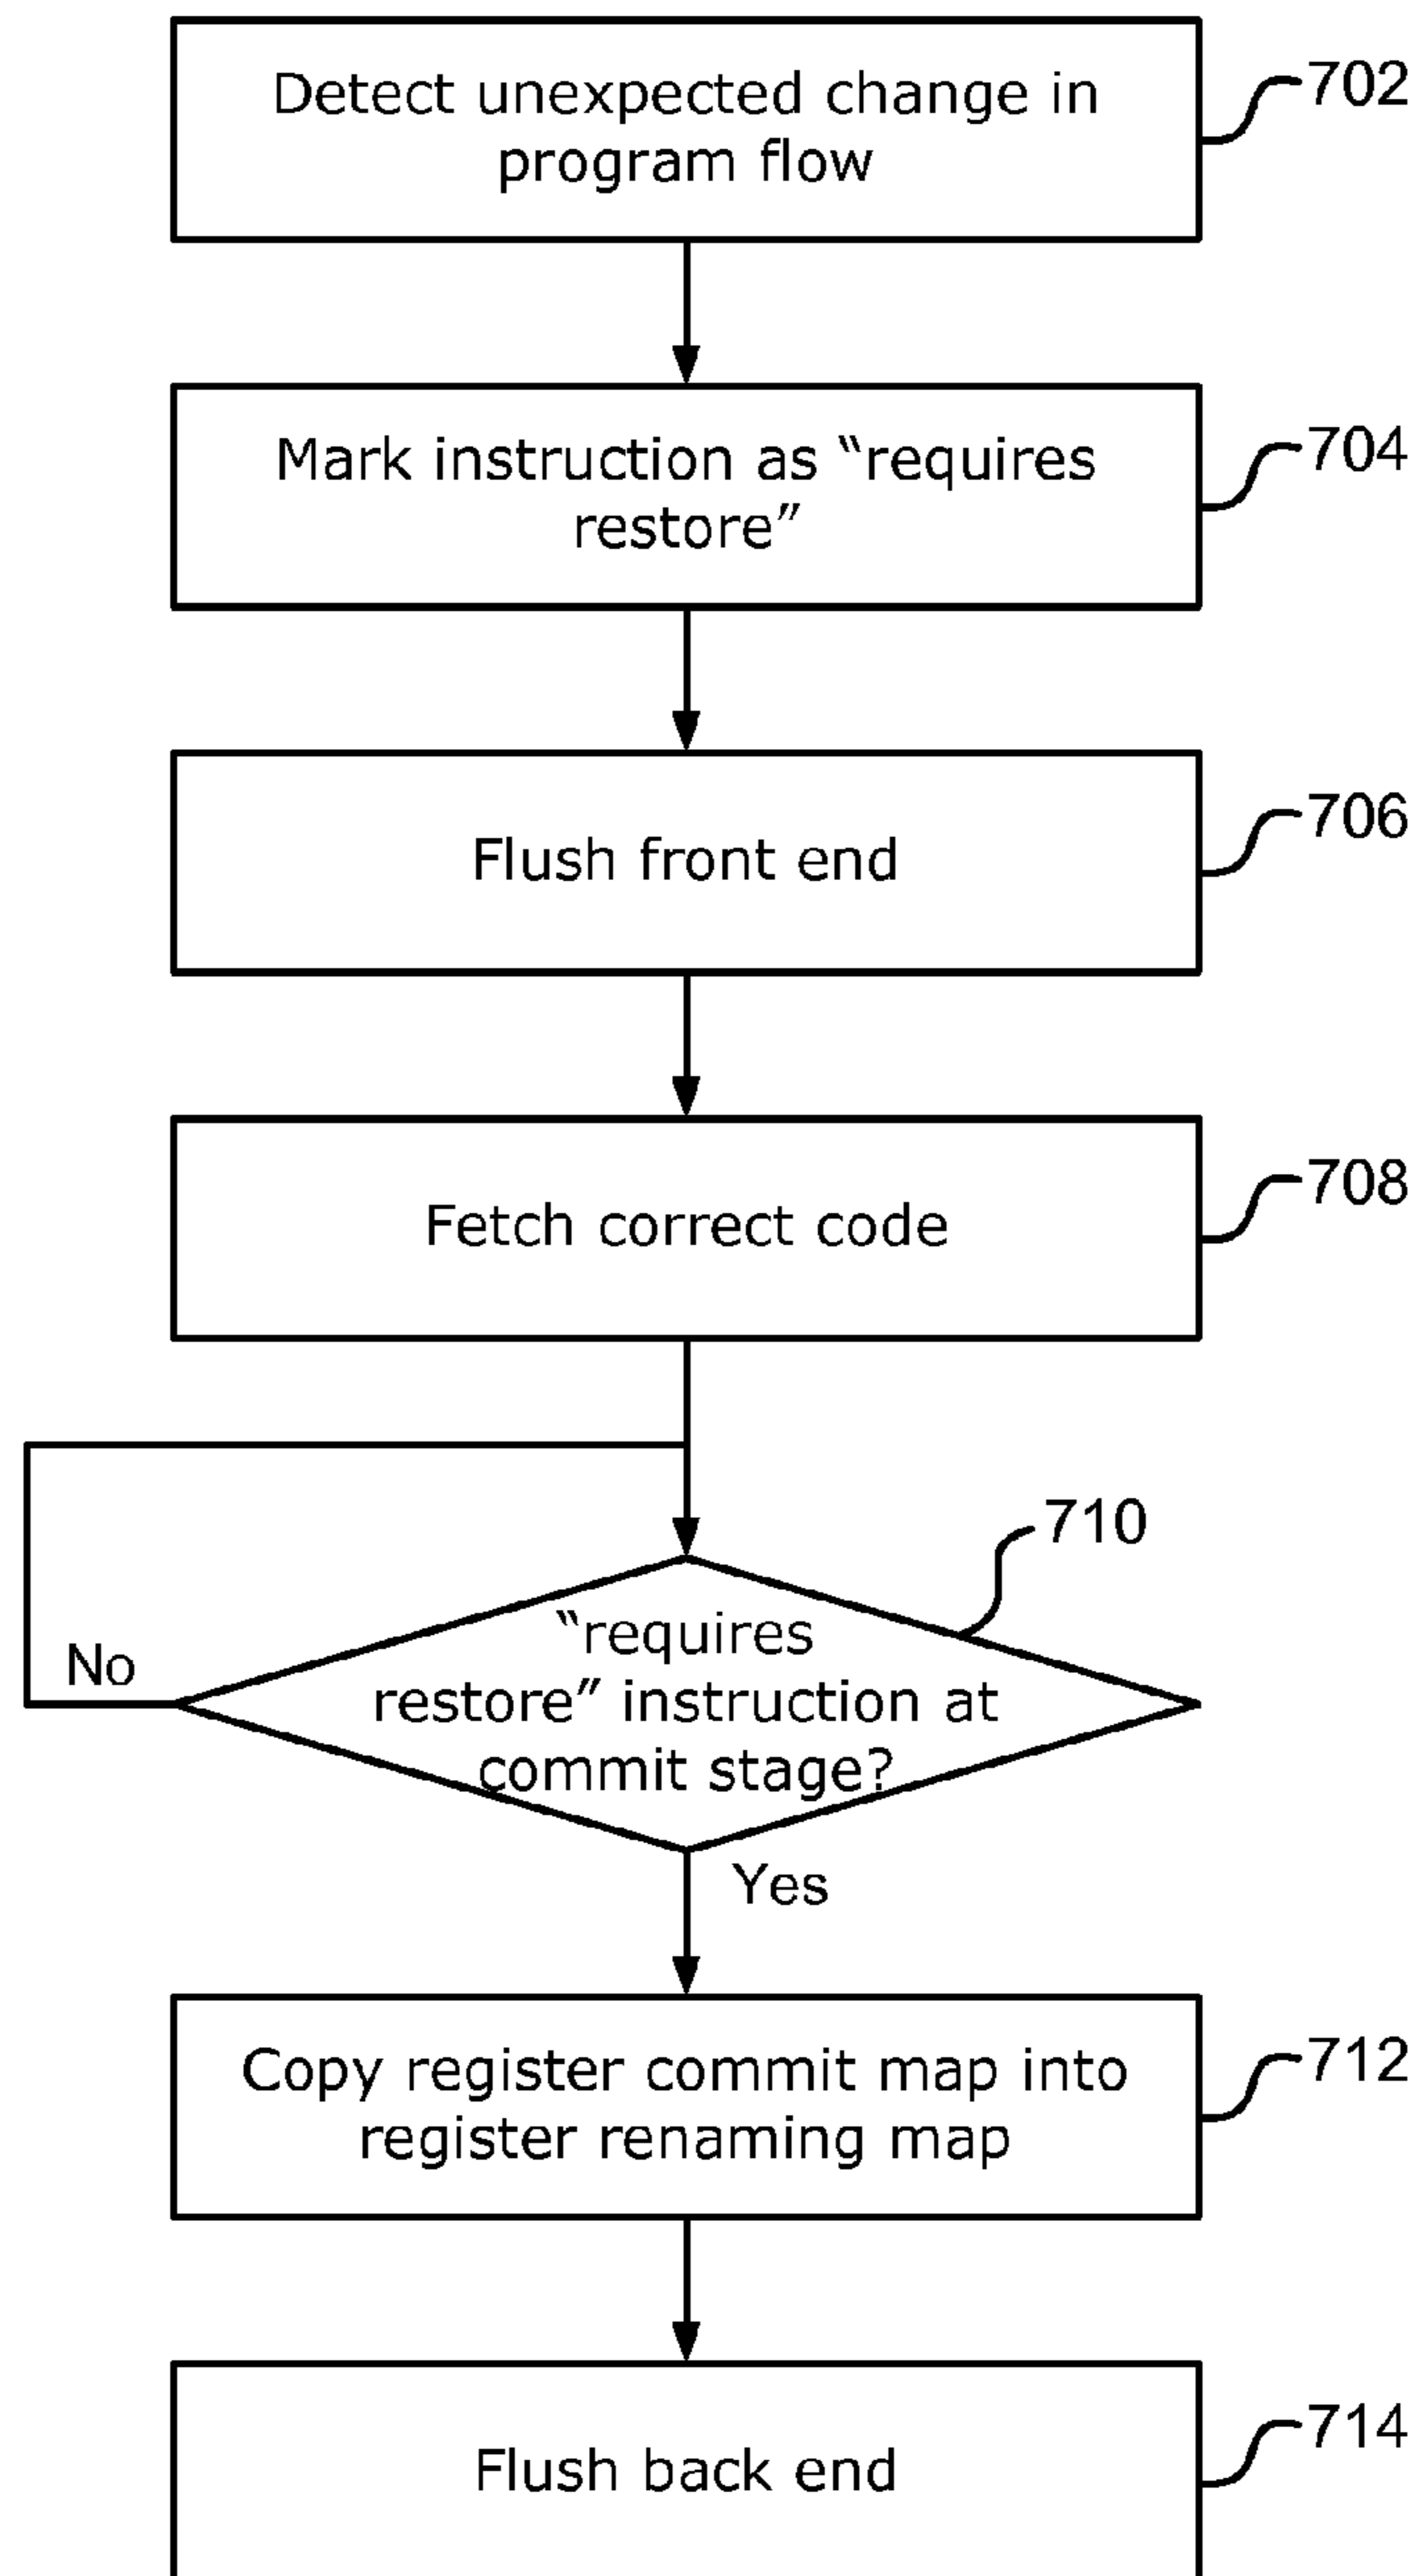 Detect unexpected change in
program flow
702
Mark instruction as “requires
restore”
704
Flush front end
706
Fetch correct code
708
710
“requires
restore” instruction at
commit stage?
No
Yes
Copy register commit map into
register renaming map
712
Flush back end
714